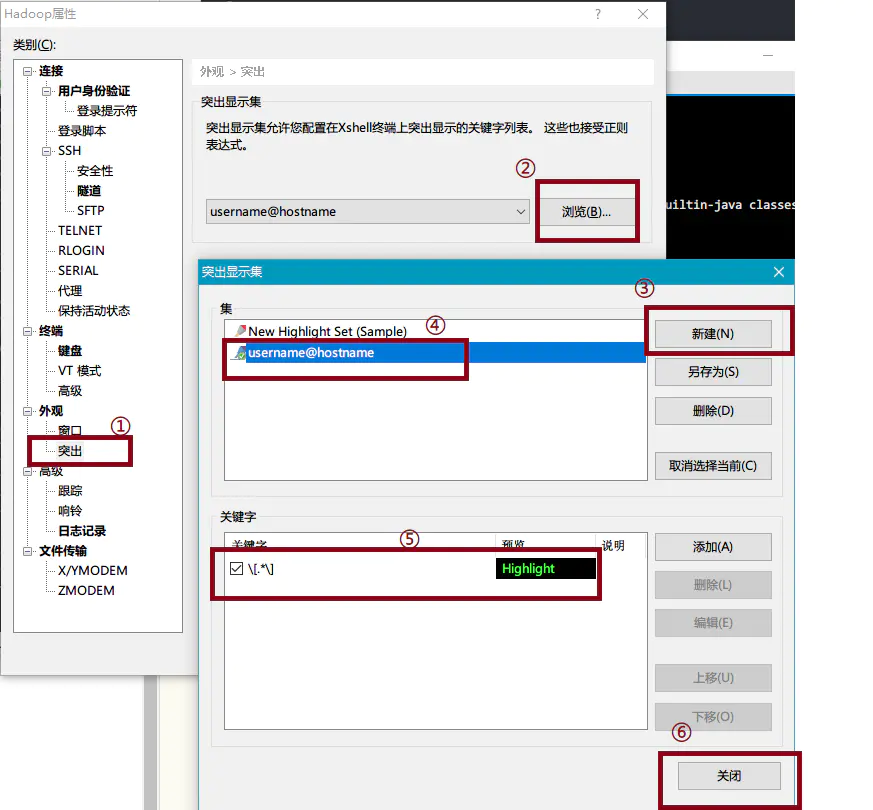 Hadoop属性
类别(C):
连接
用户身份验证
登录提示符
登录脚本
SSH
安全性
隧道
SFTP
TELNET
RLOGIN
SERIAL
代理
保持活动状态
终端
键盘
VT 模式
高级
外观
窗口
①
突出
高级
跟踪
响铃
日志记录
文件传输
X/YMODEM
ZMODEM
外观 > 突出
突出显示集
突出显示集允许您配置在Xshell终端上突出显示的关键字列表。 这些也接受正则
表达式。
②
username@hostname
浏览(B)...
uiltin-java classes
突出显示集
③
集
New Highlight Set (Sample)
④
username@hostname
新建(N)
另存为(S)
删除(D)
取消选择当前(C)
关键字
⑤
关键字 预览 说明
\[.*\] Highlight
添加(A)
删除(L)
编辑(E)
上移(U)
下移(O)
⑥
关闭